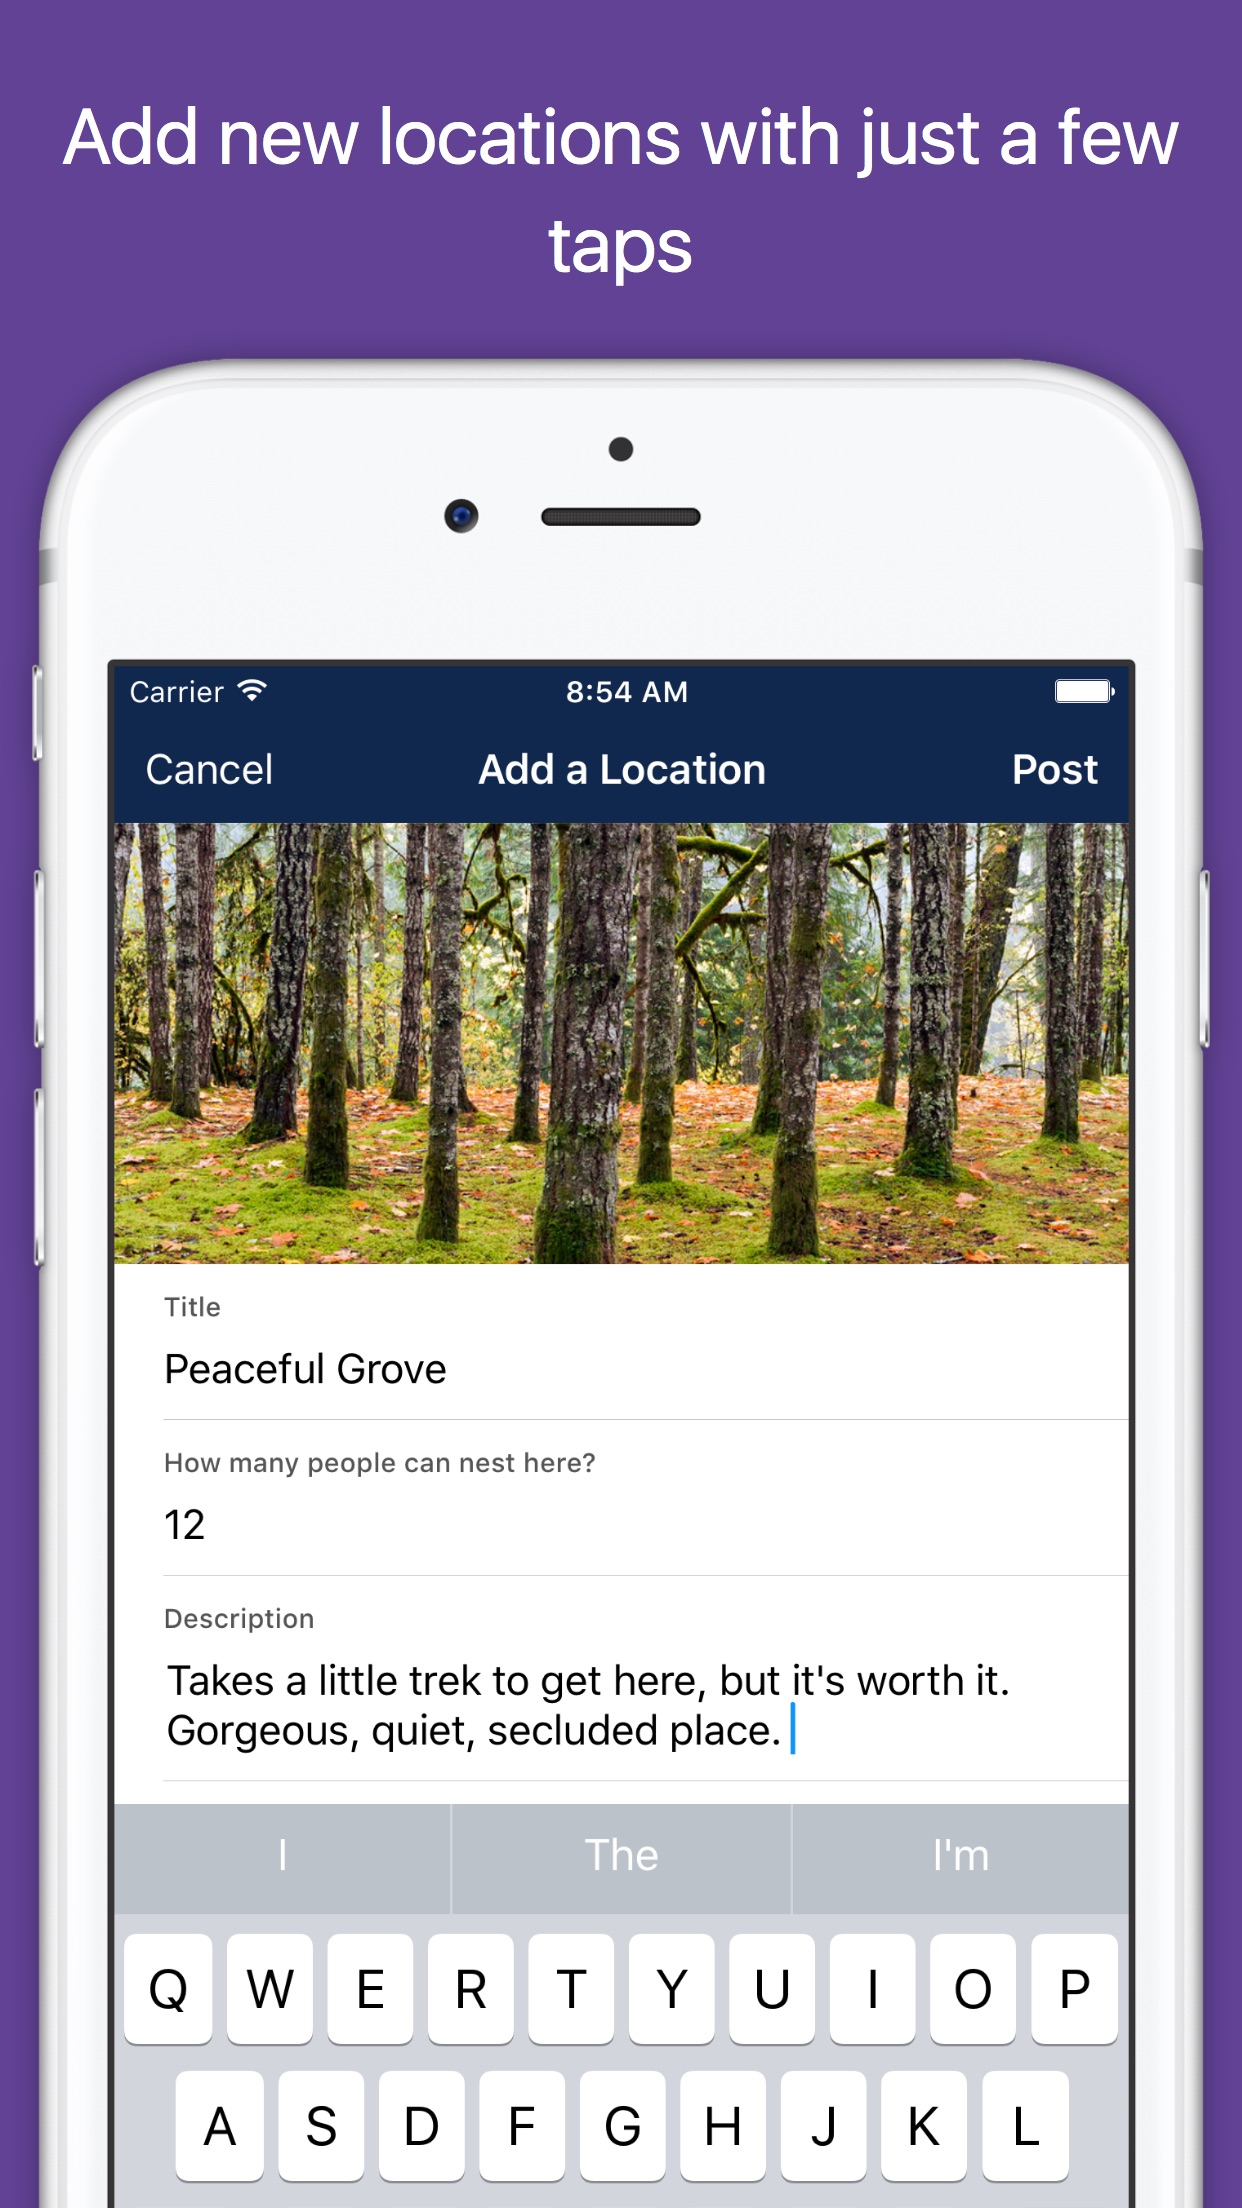 Add new locations with just a few
taps
Carrier 8:54 AM
Cancel Add a Location Post
Title
Peaceful Grove
How many people can nest here?
12
Description
Takes a little trek to get here, but it's worth it.
Gorgeous, quiet, secluded place.
I The I'm
Q W E R T Y U I O P
A S D F G H J K L